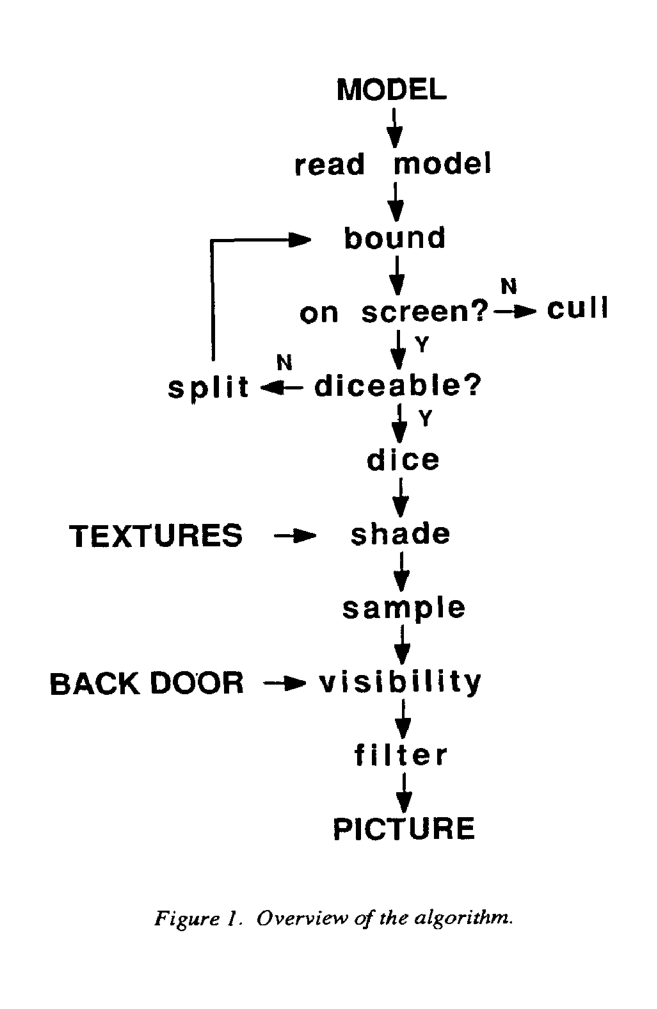 MODEL
read model
bound
N
on screen? cull
Y
N
split diceable?
Y
dice
TEXTURES shade
sample
BACK DOOR visibility
filter
PICTURE
Figure 1. Overview of the algorithm.